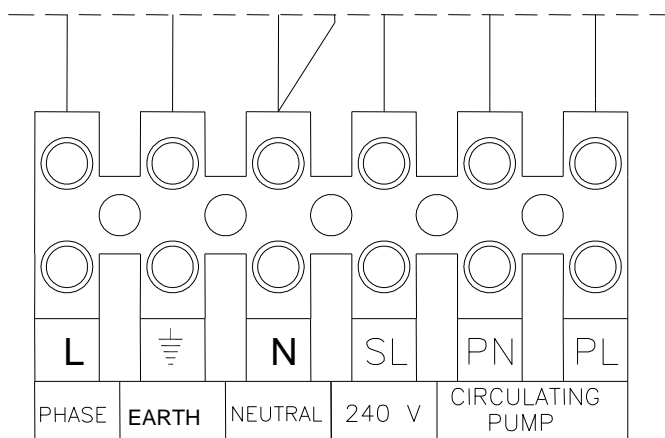 L N SL PN PL
PHASE EARTH NEUTRAL 240 V CIRCULATING
PUMP